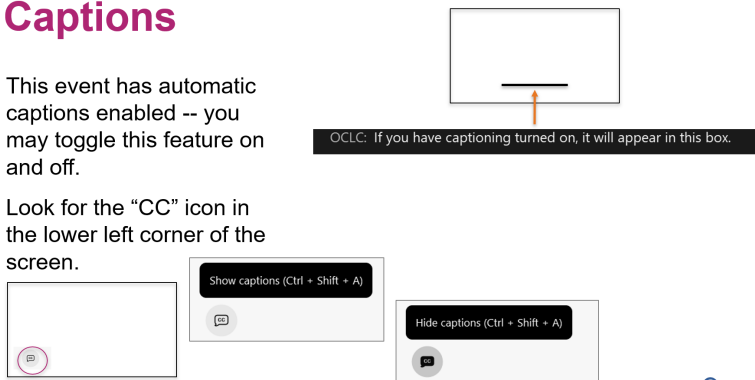 Captions
This event has automatic
captions enabled -- you
may toggle this feature on
and off.
OCLC: If you have captioning turned on, it will appear in this box.
Look for the “CC” icon in
the lower left corner of the
screen.
Show captions (Ctrl + Shift + A)
CC
Hide captions (Ctrl + Shift + A)
CC